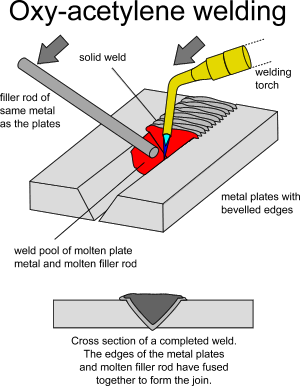 Oxy-acetylene welding
solid weld
welding
torch
filler rod of
same metal
as the plates
metal plates with
bevelled edges
weld pool of molten plate
metal and molten filler rod
Cross section of a completed weld.
The edges of the metal plates
and molten filler rod have fused
together to form the join.